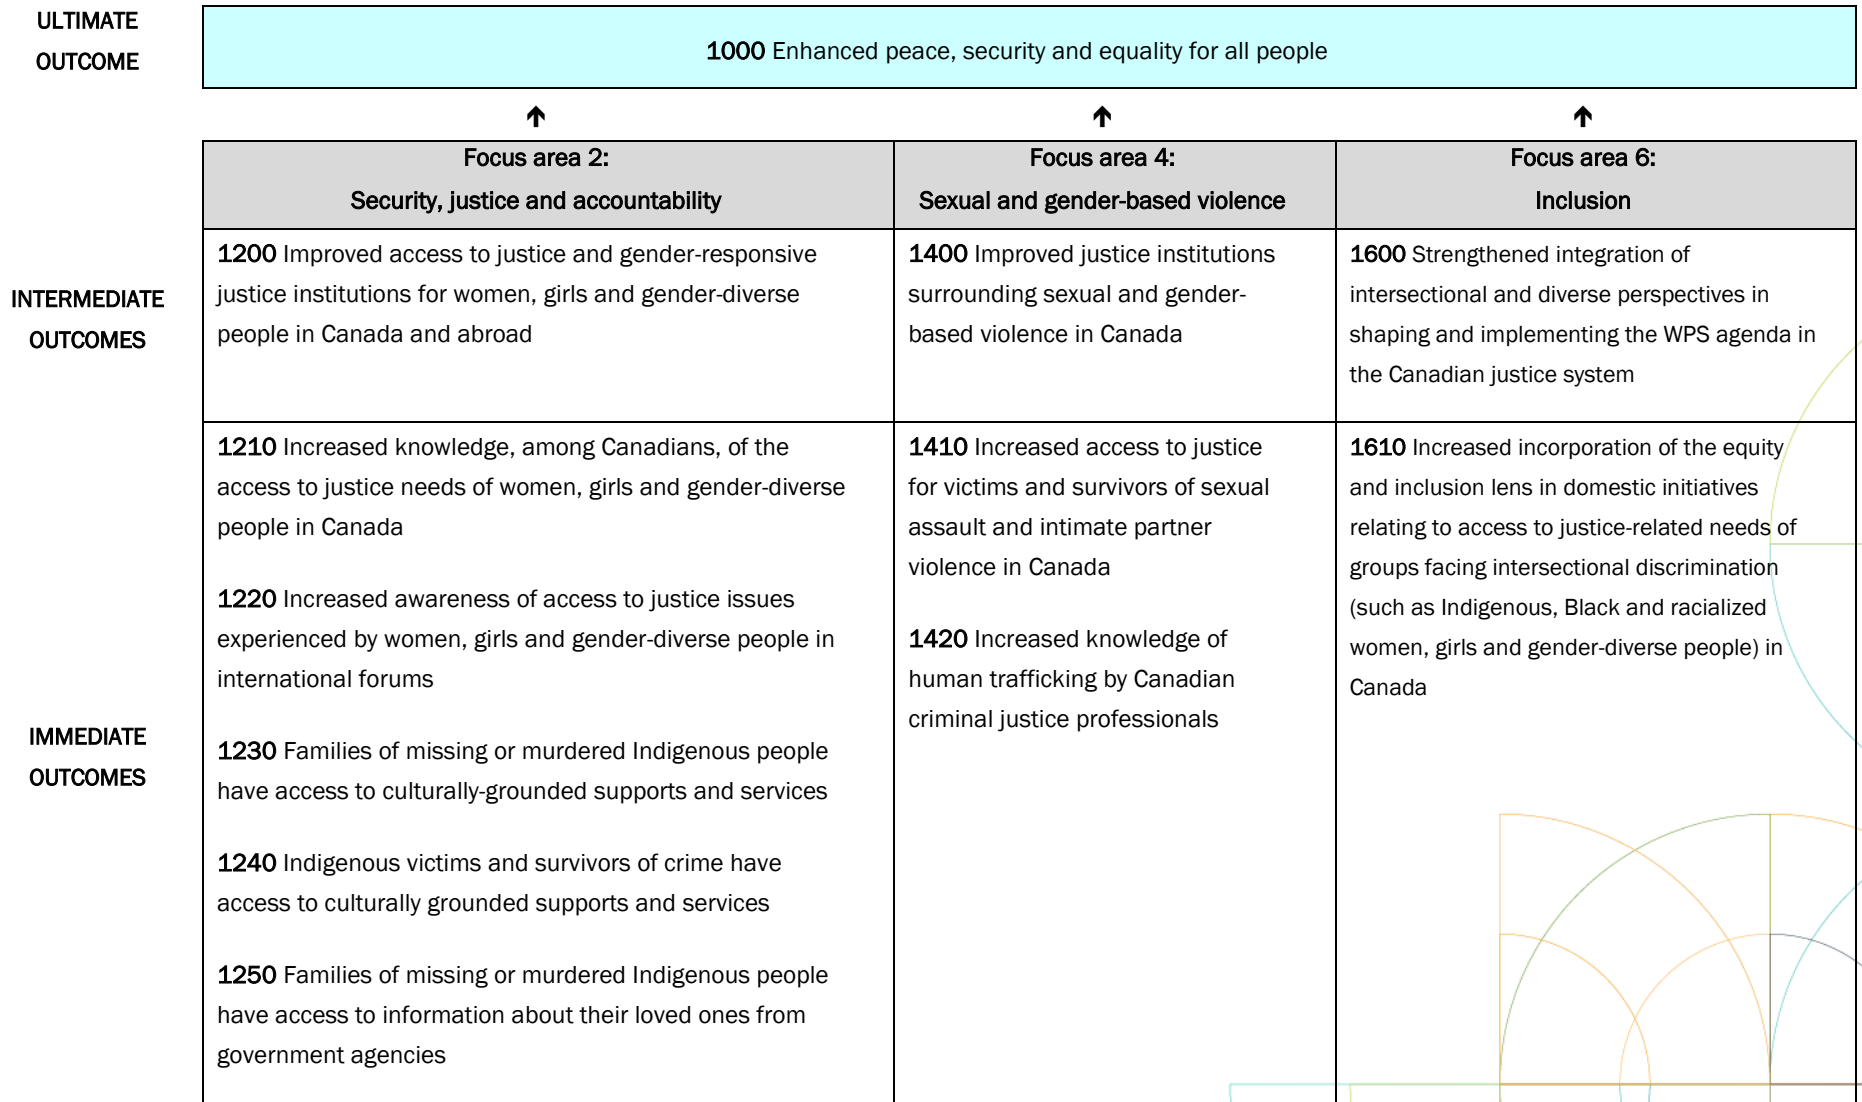 ULTIMATE
OUTCOME
1000 Enhanced peace, security and equality for all people
Focus area 2:
Security, justice and accountability
Focus area 4:
Sexual and gender-based violence
Focus area 6:
Inclusion
INTERMEDIATE
OUTCOMES
1200 Improved access to justice and gender-responsive
justice institutions for women, girls and gender-diverse
people in Canada and abroad
1400 Improved justice institutions
surrounding sexual and gender-
based violence in Canada
1600 Strengthened integration of
intersectional and diverse perspectives in
shaping and implementing the WPS agenda in
the Canadian justice system
IMMEDIATE
OUTCOMES
1210 Increased knowledge, among Canadians, of the
access to justice needs of women, girls and gender-diverse
people in Canada
1220 Increased awareness of access to justice issues
experienced by women, girls and gender-diverse people in
international forums
1230 Families of missing or murdered Indigenous people
have access to culturally-grounded supports and services
1240 Indigenous victims and survivors of crime have
access to culturally grounded supports and services
1250 Families of missing or murdered Indigenous people
have access to information about their loved ones from
government agencies
1410 Increased access to justice
for victims and survivors of sexual
assault and intimate partner
violence in Canada
1420 Increased knowledge of
human trafficking by Canadian
criminal justice professionals
1610 Increased incorporation of the equity
and inclusion lens in domestic initiatives
relating to access to justice-related needs of
groups facing intersectional discrimination
(such as Indigenous, Black and racialized
women, girls and gender-diverse people) in
Canada